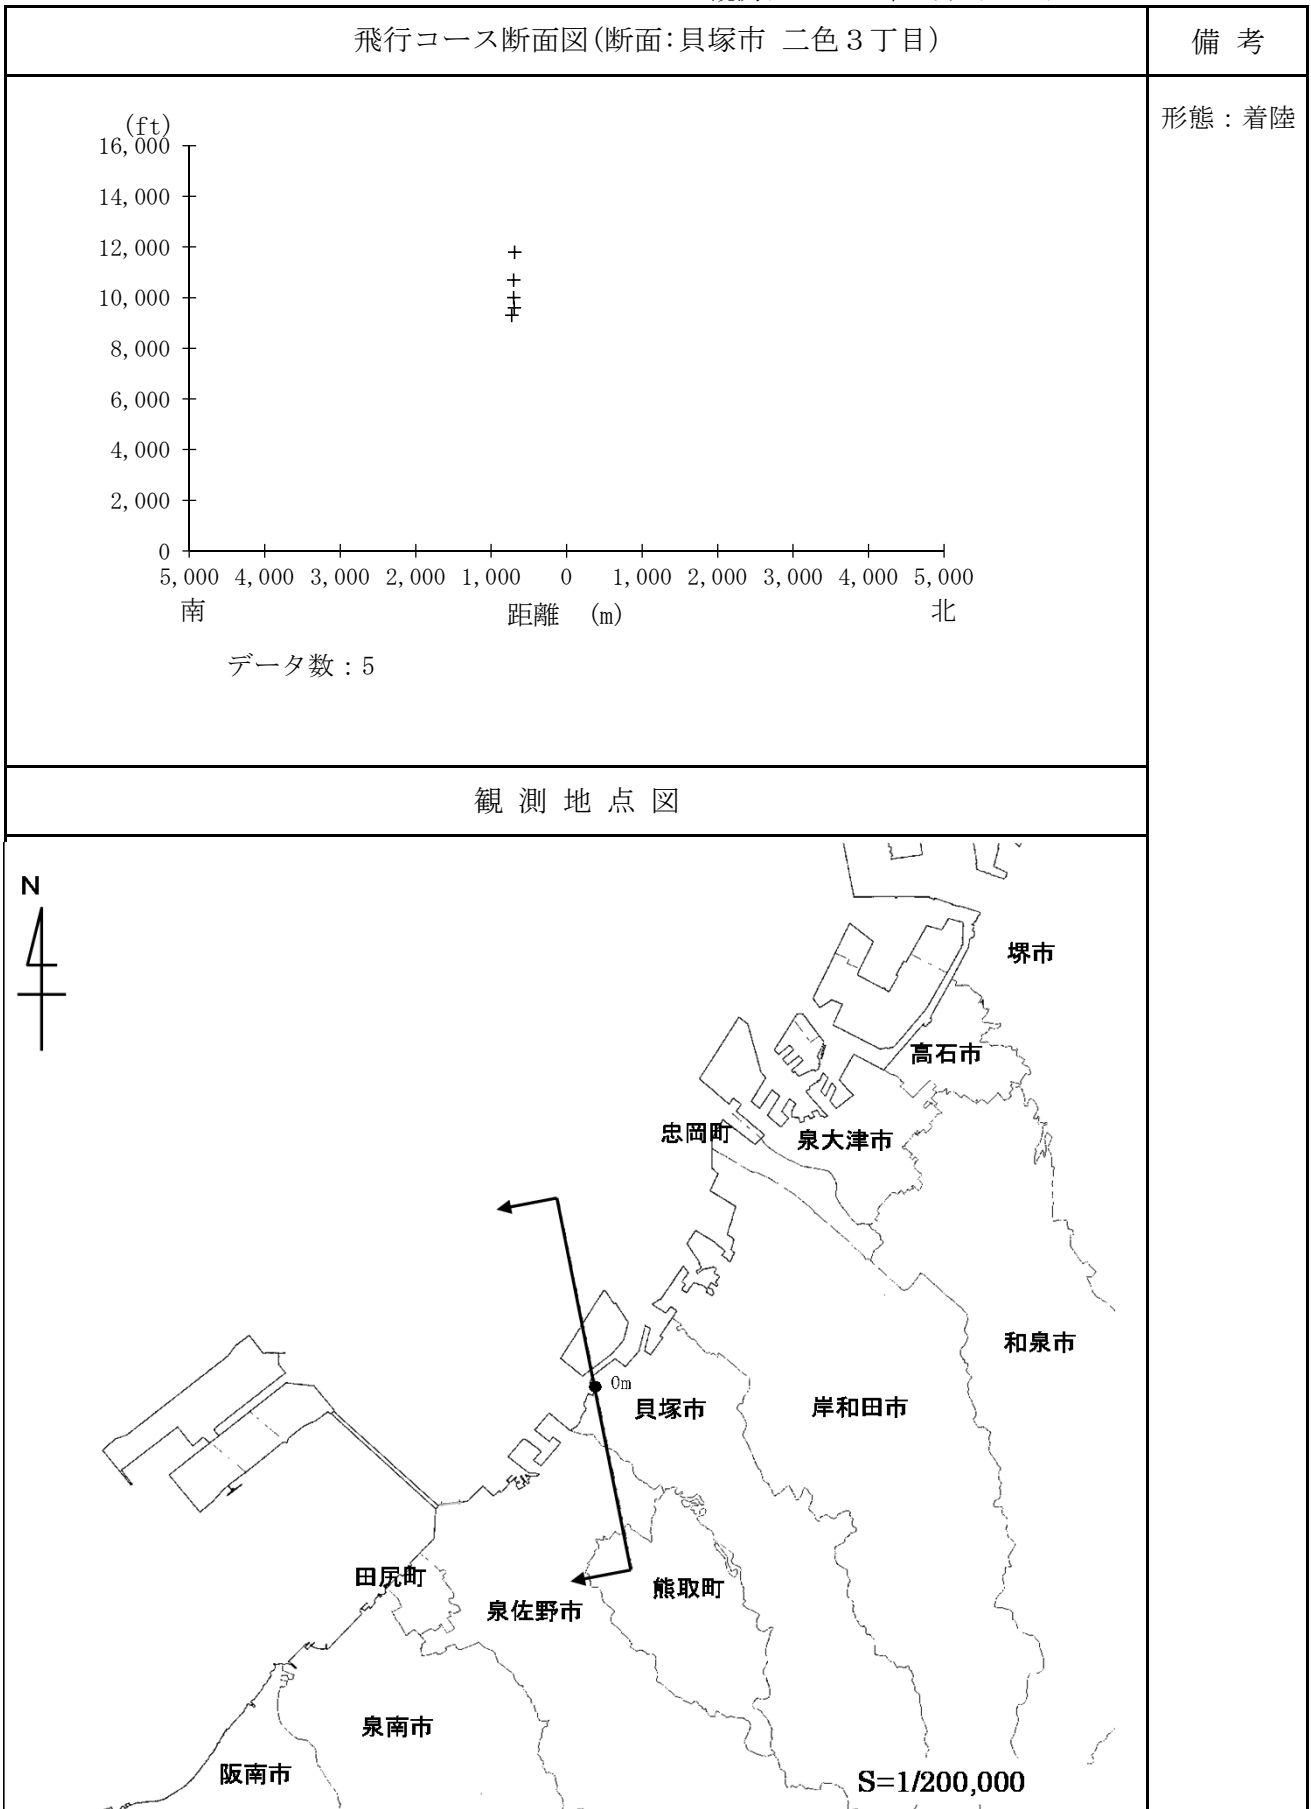 飛行コース断面図(断面:貝塚市 二色３丁目)
備 考
形態：着陸
(ft)
16,000
14,000
12,000
10,000
8,000
6,000
4,000
2,000
0
5,000 4,000 3,000 2,000 1,000 0 1,000 2,000 3,000 4,000 5,000
南 距離 (m) 北
データ数：5
観 測 地 点 図
N
堺市
高石市
忠岡町
泉大津市
和泉市
0m
貝塚市
岸和田市
田尻町
熊取町
泉佐野市
泉南市
阪南市
S=1/200,000